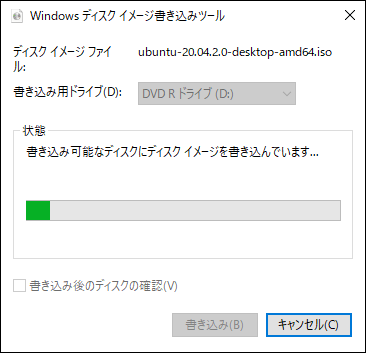 Windows ディスク イメージ書き込みツール
ディスク イメージ ファイ ubuntu-20.04.2.0-desktop-amd64.iso
ル:
書き込み用ドライブ(D): DVD R ドライブ (D:)
状態
書き込み可能なディスクにディスク イメージを書き込んでいます...
書き込み後のディスクの確認(V)
書き込み(B) キャンセル(C)